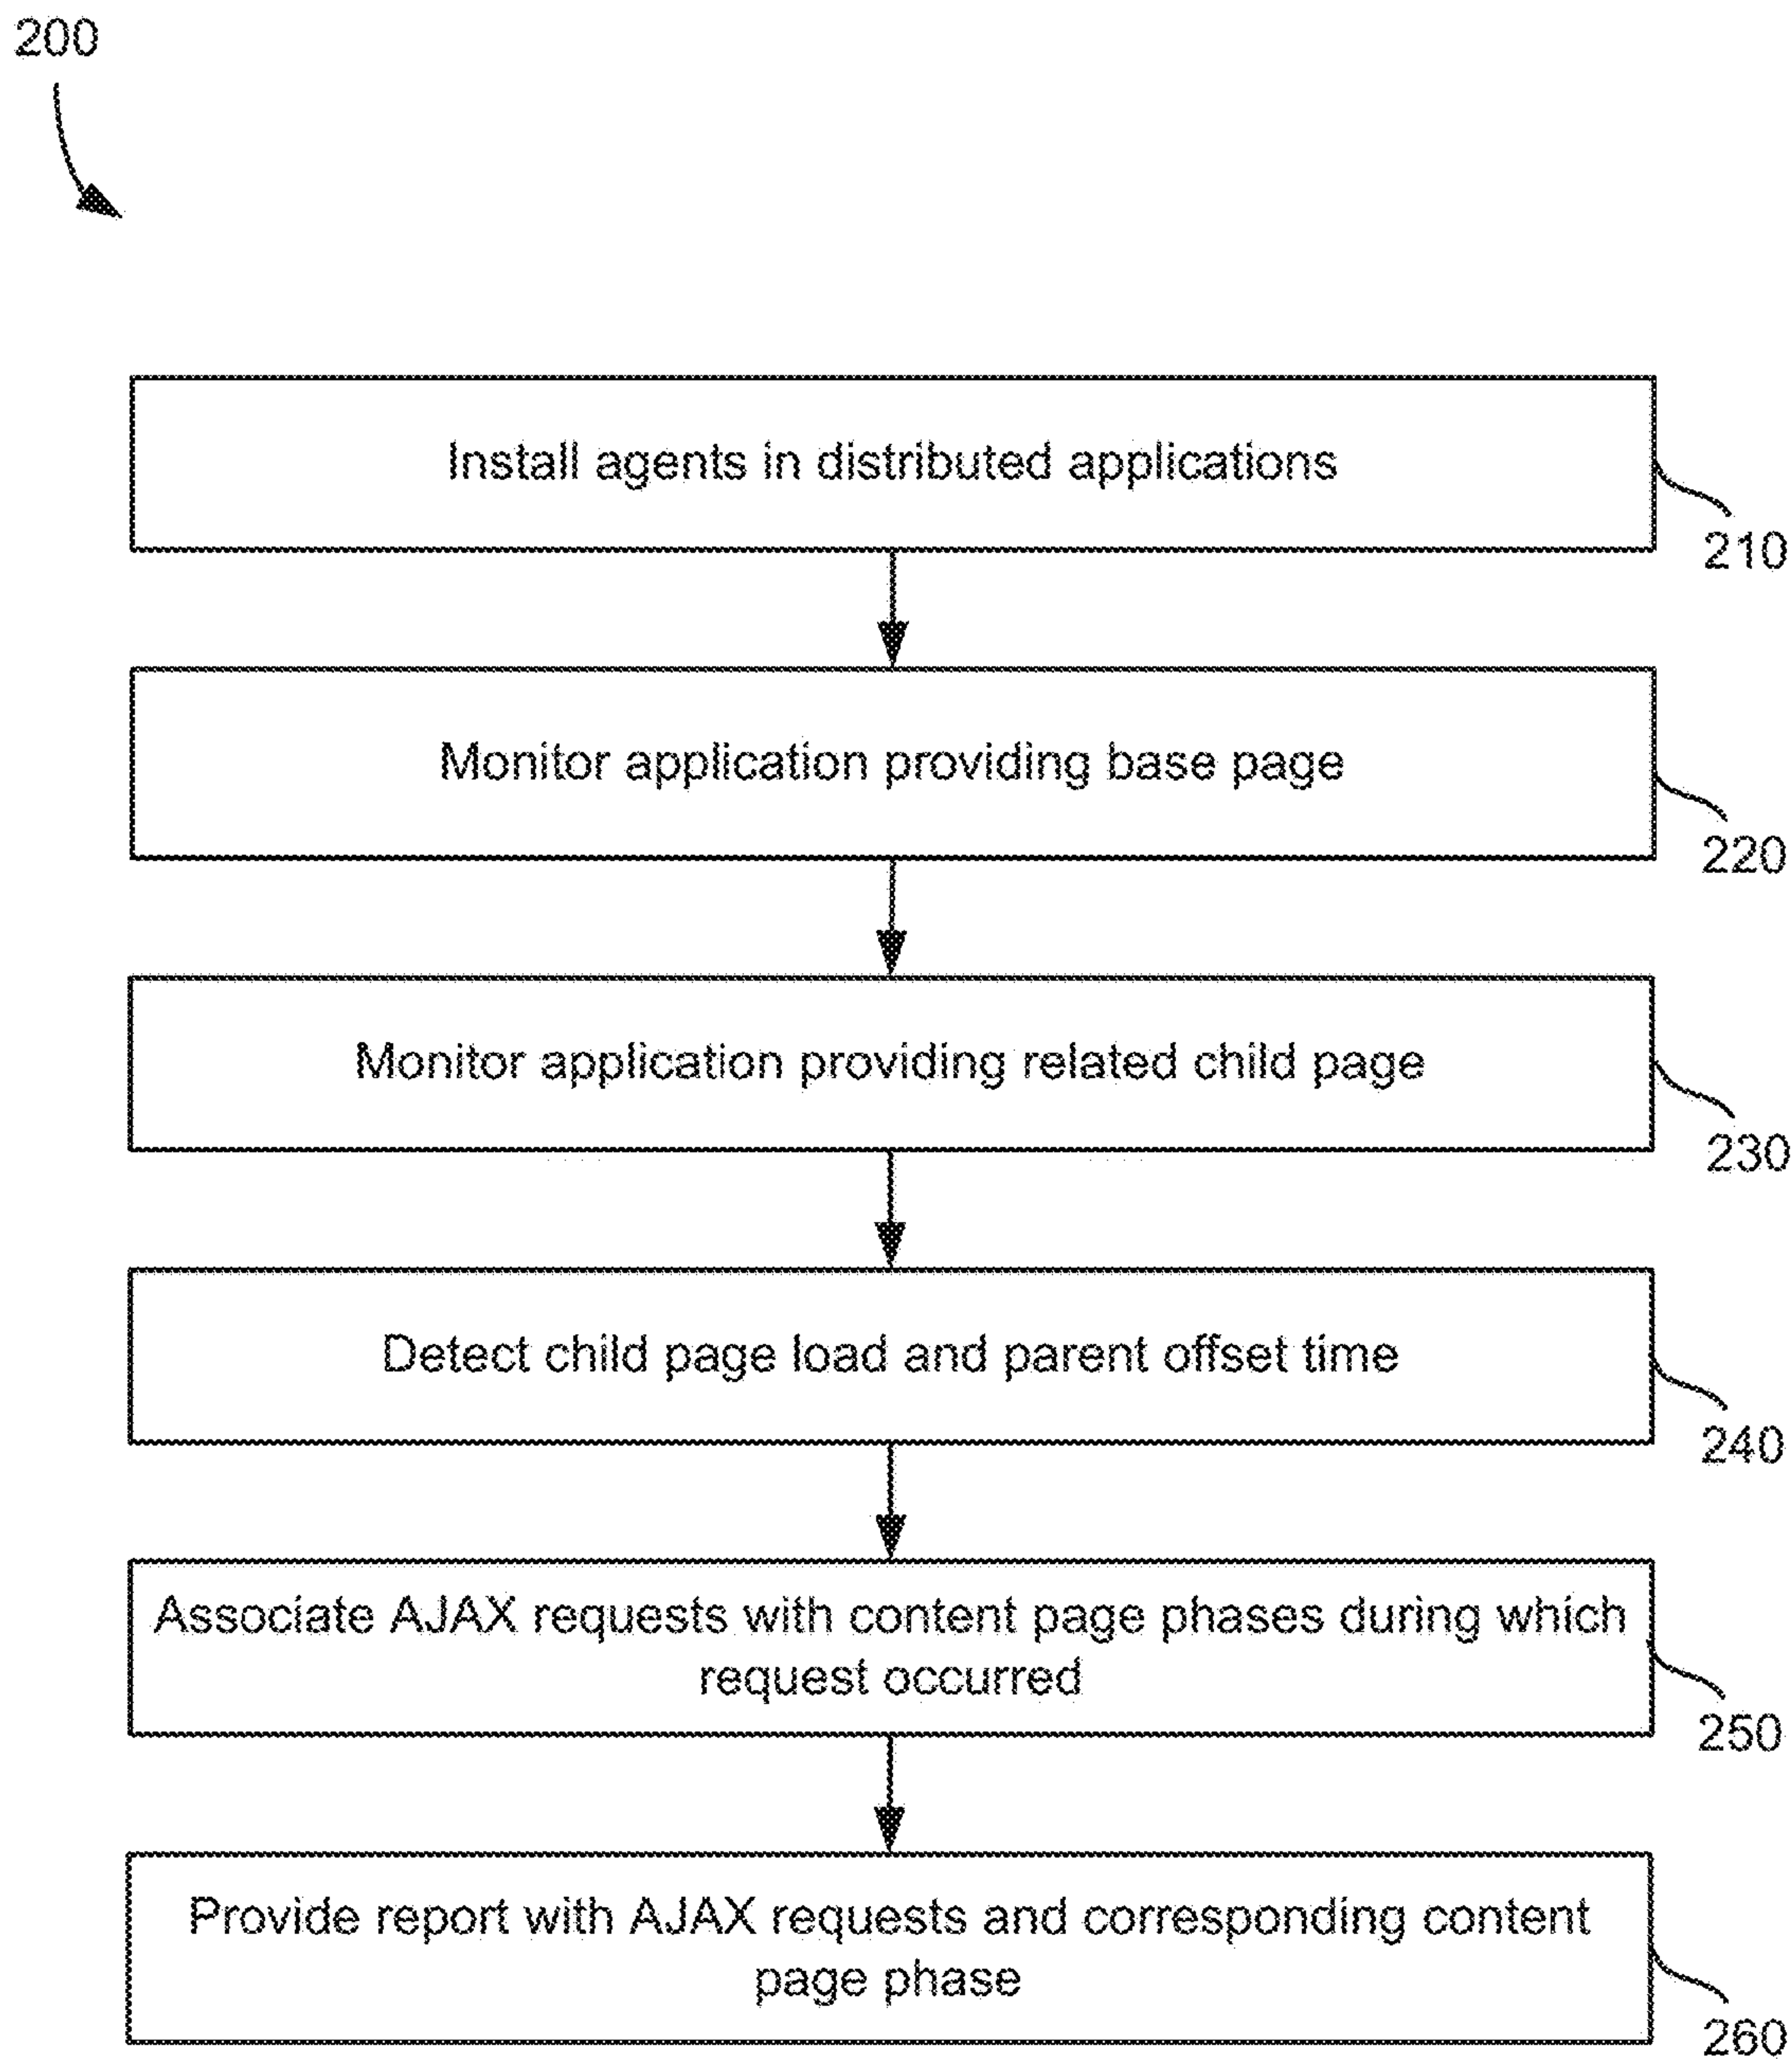 200
Install agents in distributed applications
210
Monitor application providing base page
220
Monitor application providing related child page
230
Detect child page load and parent offset time
240
Associate AJAX requests with content page phases during which
request occurred
250
Provide report with AJAX requests and corresponding content
page phase
260